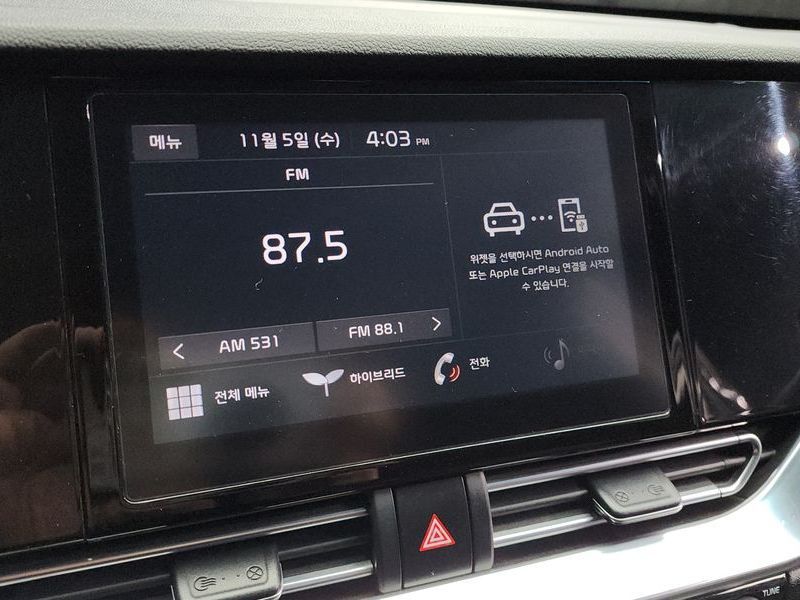 메뉴
11월 5일 (수)
4:03 PM
FM
87.5
위젯을 선택하시면 Android Auto
또는 Apple CarPlay 연결을 시작할
수 있습니다.
AM 531
FM 88.1
전체 메뉴
하이브리드
전화
TUNE